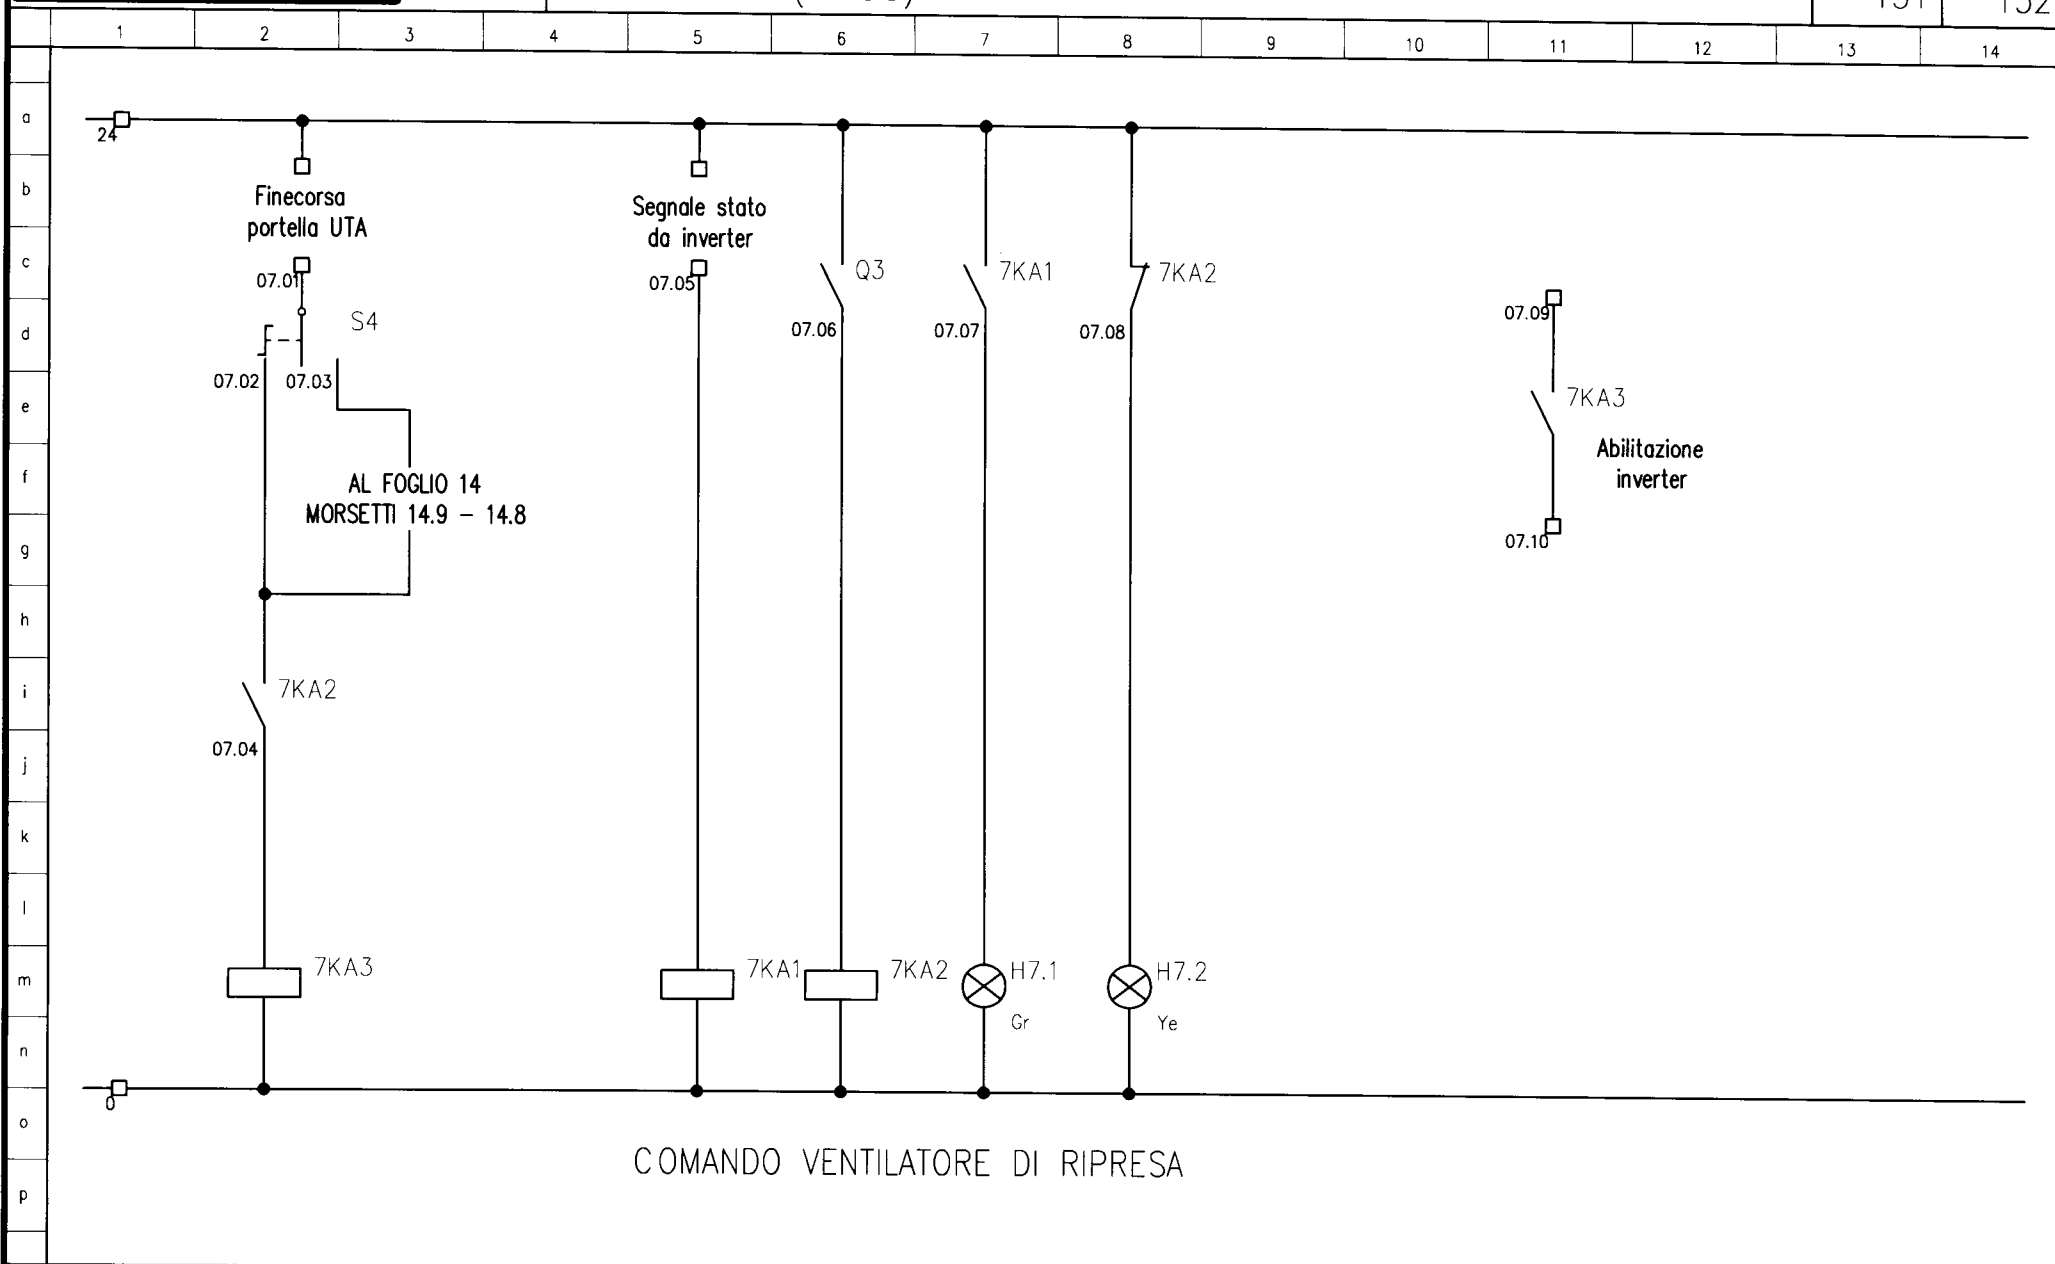 1 2 3 4 5 6 7 8 9 10 11 12 13 14
a
24
b
Finecorsa
portella UTA
Segnale stato
da inverter
c
07.01
07.05
Q3
7KA1
7KA2
d
S4
07.06
07.07
07.08
07.09
07.02
07.03
e
7KA3
f
AL FOGLIO 14
MORSETTI 14.9 – 14.8
Abilitazione
inverter
g
07.10
h
i
7KA2
j
07.04
k
l
m
7KA3
7KA1
7KA2
H7.1
H7.2
Gr
Ye
n
0
o
COMANDO VENTILATORE DI RIPRESA
p